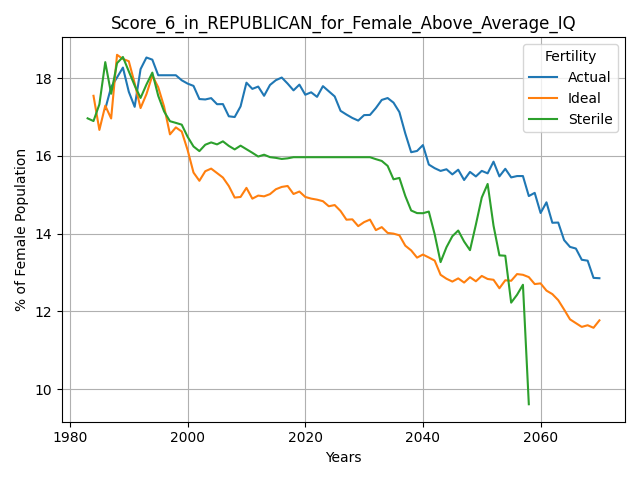 Score_6_in_REPUBLICAN_for_Female_Above_Average_IQ
Fertility
Actual
Ideal
Sterile
% of Female Population
18
16
14
12
10
1980
2000
2020
2040
2060
Years